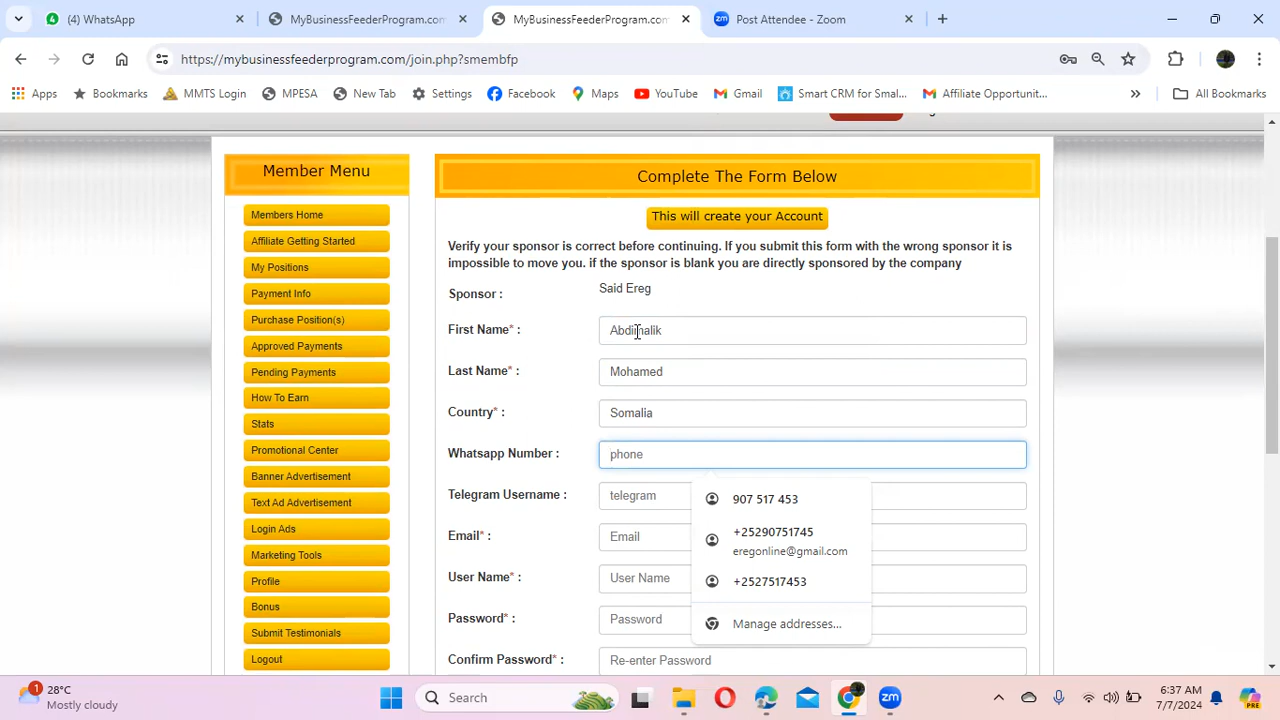 (4) WhatsApp
MyBusinessFeederProgram.com
MyBusinessFeederProgram.com
Post Attendee - Zoom
https://mybusinessfeederprogram.com/join.php?smembfp
Apps
Bookmarks
MMTS Login
MPESA
New Tab
Settings
Facebook
Maps
YouTube
Gmail
Smart CRM for Smal...
Affiliate Opportunit...
All Bookmarks
Member Menu
Members Home
Affiliate Getting Started
My Positions
Payment Info
Purchase Position(s)
Approved Payments
Pending Payments
How To Earn
Stats
Promotional Center
Banner Advertisement
Text Ad Advertisement
Login Ads
Marketing Tools
Profile
Bonus
Submit Testimonials
Logout
Complete The Form Below
This will create your Account
Verify your sponsor is correct before continuing. If you submit this form with the wrong sponsor it is
impossible to move you. if the sponsor is blank you are directly sponsored by the company
Sponsor : Said Ereg
First Name* : Abdimalik
Last Name* : Mohamed
Country* : Somalia
Whatsapp Number : phone
907 517 453
+25290751745
eregonline@gmail.com
+2527517453
Manage addresses...
Telegram Username : telegram
Email* : Email
User Name* : User Name
Password* : Password
Confirm Password* : Re-enter Password
1
28°C
Mostly cloudy
Search
PRE
6:37 AM
7/7/2024